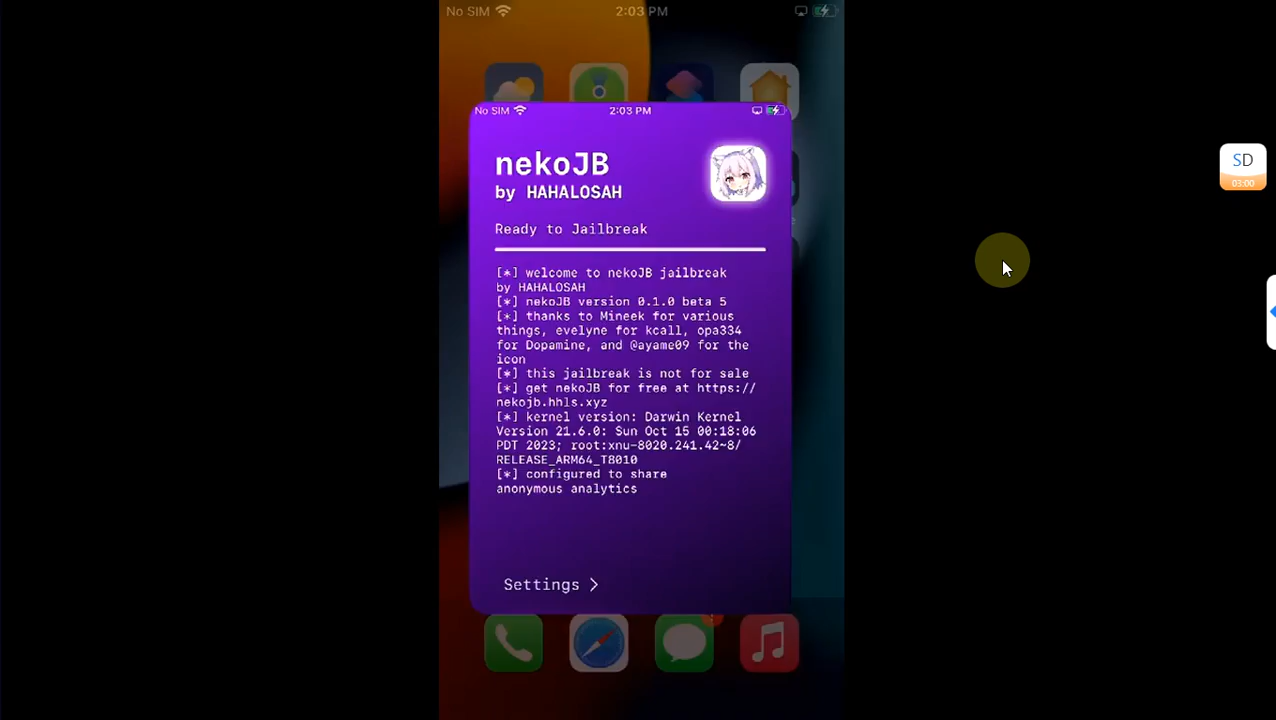 No SIM
2:03 PM
No SIM
2:03 PM
nekoJB
by HAHALOSAH
Ready to Jailbreak
[*] welcome to nekoJB jailbreak
by HAHALOSAH
[*] nekoJB version 0.1.0 beta 5
[*] thanks to Mineek for various
things, evelyne for kcall, opa334
for Dopamine, and @ayame09 for the
icon
[*] this jailbreak is not for sale
[*] get nekoJB for free at https://
nekojb.hhls.xyz
[*] kernel version: Darwin Kernel
Version 21.6.0: Sun Oct 15 00:18:06
PDT 2023; root:xnu-8020.241.42~8/
RELEASE_ARM64_T8010
[*] configured to share
anonymous analytics
Settings >
SD
03:00